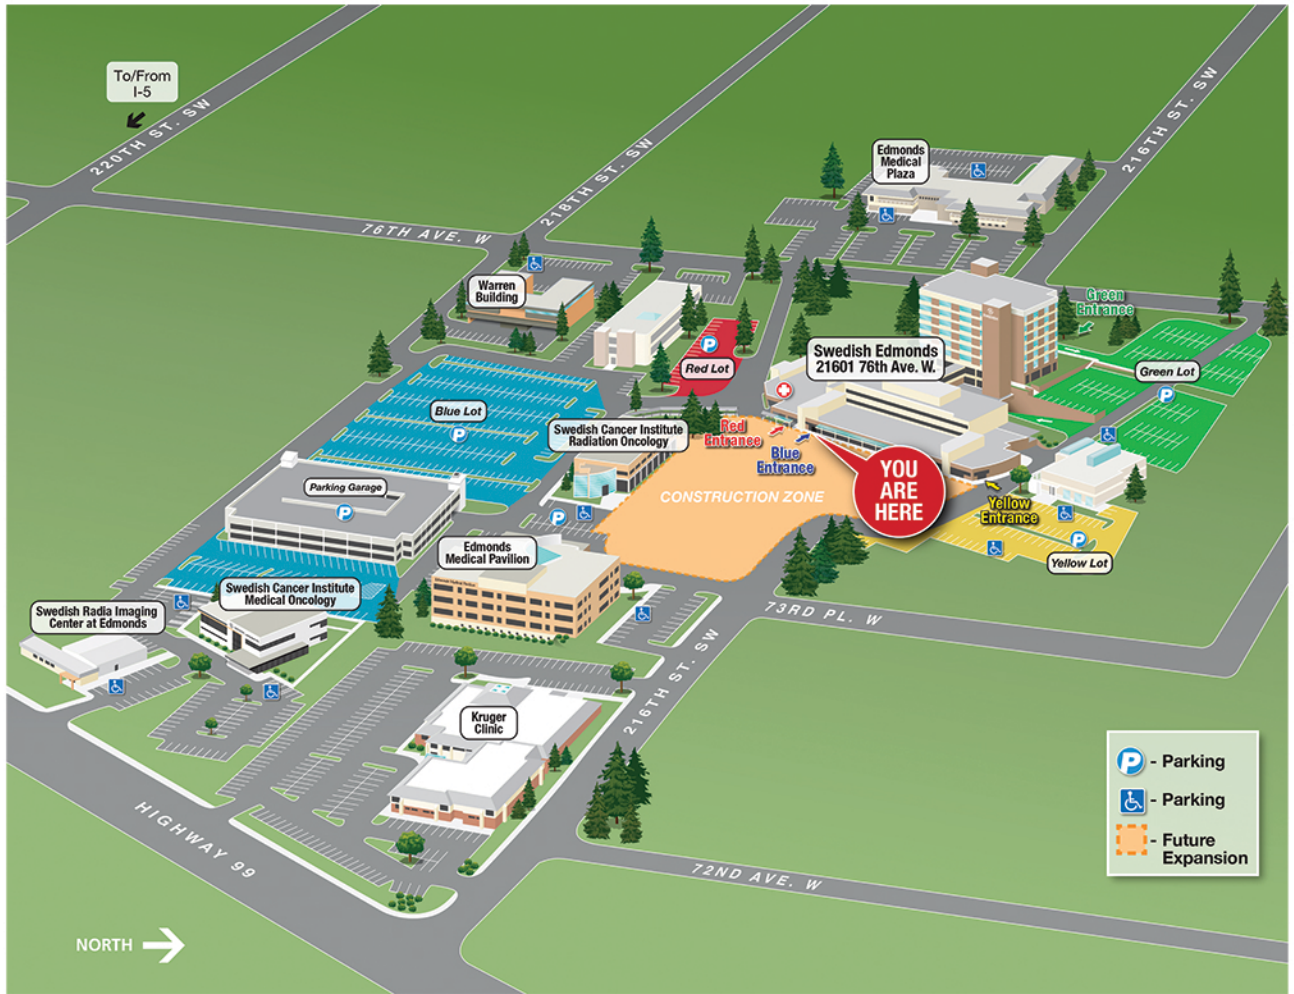 To/From
I-5
220TH ST. SW
76TH AVE. W
218TH ST. SW
216TH ST. SW
Edmonds
Medical
Plaza
Warren
Building
Green
Entrance
Swedish Edmonds
21601 76th Ave. W.
P
Red Lot
Green Lot
P
Blue Lot
P
Swedish Cancer Institute
Radiation Oncology
Red
Entrance
Blue
Entrance
YOU
ARE
HERE
CONSTRUCTION ZONE
Parking Garage
P
P
Yellow
Entrance
P
Yellow Lot
Edmonds
Medical Pavilion
Swedish Cancer Institute
Medical Oncology
Swedish Radia Imaging
Center at Edmonds
73RD PL. W
216TH ST. SW
Kruger
Clinic
HIGHWAY 99
72ND AVE. W
P - Parking
- Parking
- Future
Expansion
NORTH